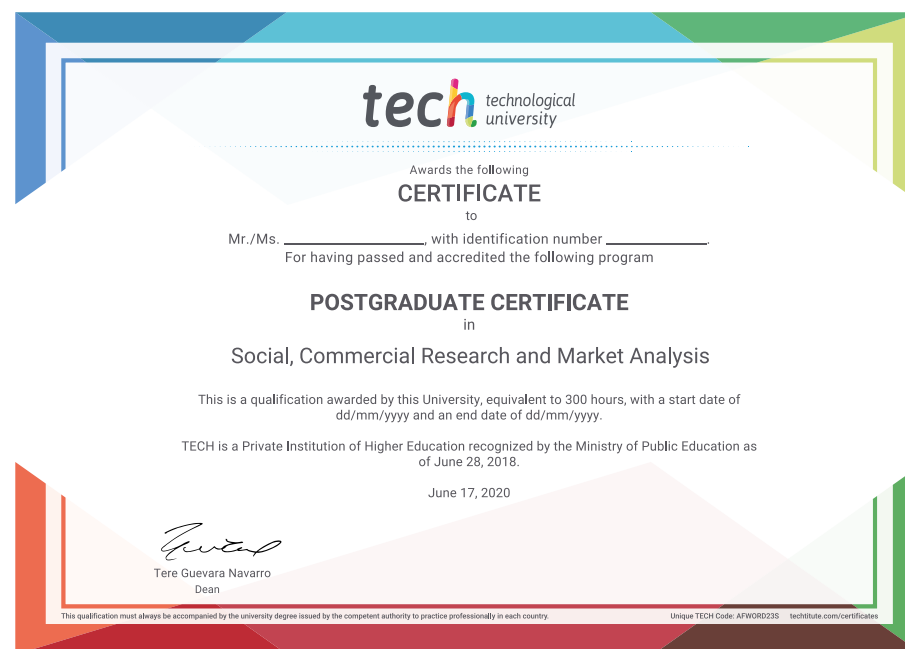 tech technological
university
Awards the following
CERTIFICATE
to
Mr./Ms. ____________________, with identification number ______________.
For having passed and accredited the following program
POSTGRADUATE CERTIFICATE
in
Social, Commercial Research and Market Analysis
This is a qualification awarded by this University, equivalent to 300 hours, with a start date of
dd/mm/yyyy and an end date of dd/mm/yyyy.
TECH is a Private Institution of Higher Education recognized by the Ministry of Public Education as
of June 28, 2018.
June 17, 2020
Tere Guevara Navarro
Dean
This qualification must always be accompanied by the university degree issued by the competent authority to practice professionally in each country.
Unique TECH Code: AFWORD23S techtitute.com/certificates